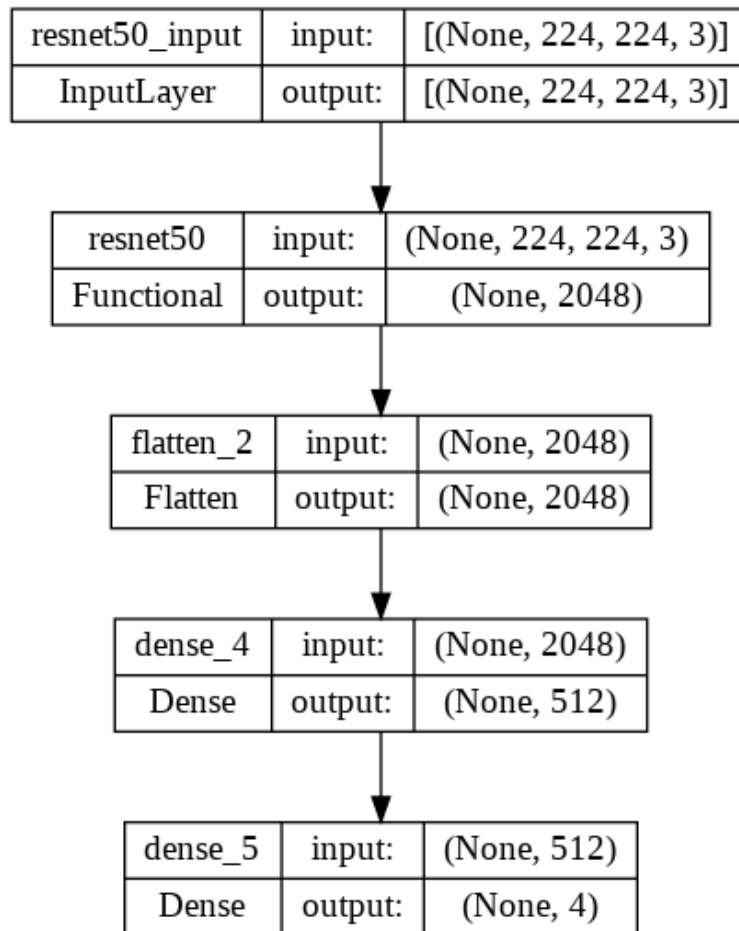 resnet50_input input: [(None, 224, 224, 3)]
InputLayer output: [(None, 224, 224, 3)]
resnet50 input: (None, 224, 224, 3)
Functional output: (None, 2048)
flatten_2 input: (None, 2048)
Flatten output: (None, 2048)
dense_4 input: (None, 2048)
Dense output: (None, 512)
dense_5 input: (None, 512)
Dense output: (None, 4)